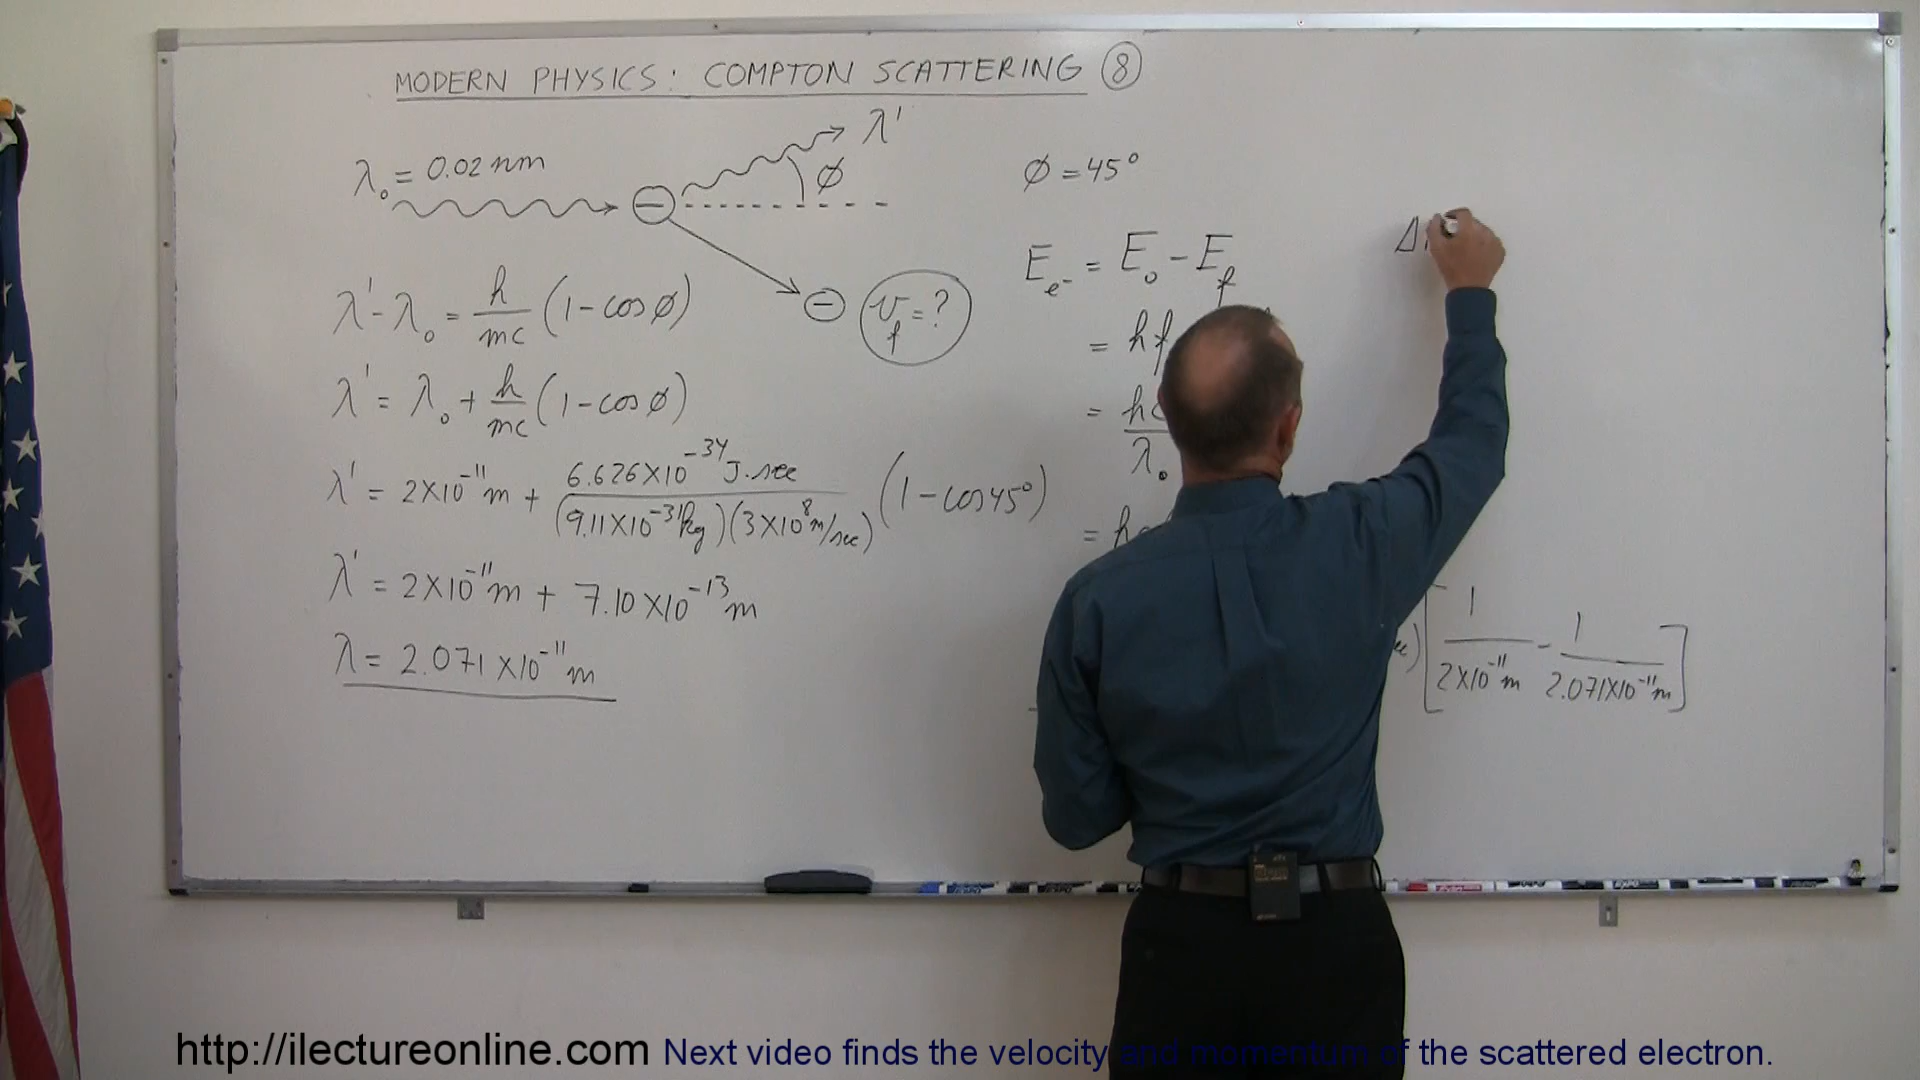 MODERN PHYSICS: COMPTON SCATTERING ⑧
λ₀ = 0.02 nm
λ'
φ
φ = 45°
v_f = ?
λ' - λ₀ = h/mc (1 - cos φ)
λ' = λ₀ + h/mc (1 - cos φ)
λ' = 2×10⁻¹¹ m + 6.626×10⁻³⁴ J·sec / (9.11×10⁻³¹ kg)(3×10⁸ m/sec) (1 - cos 45°)
λ' = 2×10⁻¹¹ m + 7.10×10⁻¹³ m
λ = 2.071×10⁻¹¹ m
E_e⁻ = E₀ - E_f
= hf
= hc/λ₀
= hc
[1/2×10⁻¹¹ m - 1/2.071×10⁻¹¹ m]
Δ
http://ilectureonline.com Next video finds the velocity and momentum of the scattered electron.